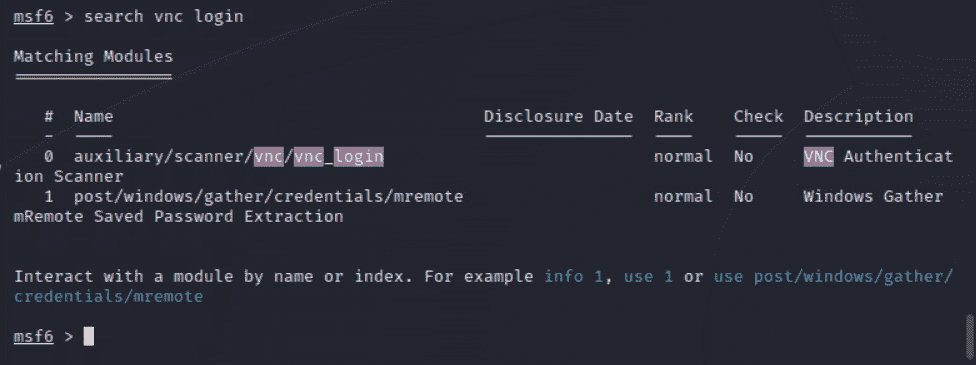 msf6 > search vnc login
Matching Modules
================
#  Name                                     Disclosure Date  Rank    Check  Description
-  ----                                     ---------------  ----    -----  -----------
0  auxiliary/scanner/vnc/vnc_login                           normal  No     VNC Authenticat
ion Scanner
1  post/windows/gather/credentials/mremote                   normal  No     Windows Gather
mRemote Saved Password Extraction
Interact with a module by name or index. For example info 1, use 1 or use post/windows/gather/
credentials/mremote
msf6 >